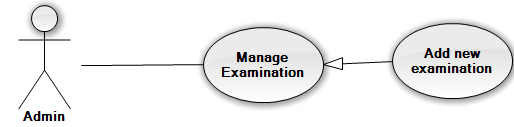 Manage
Examination
Add new
examination
Admin